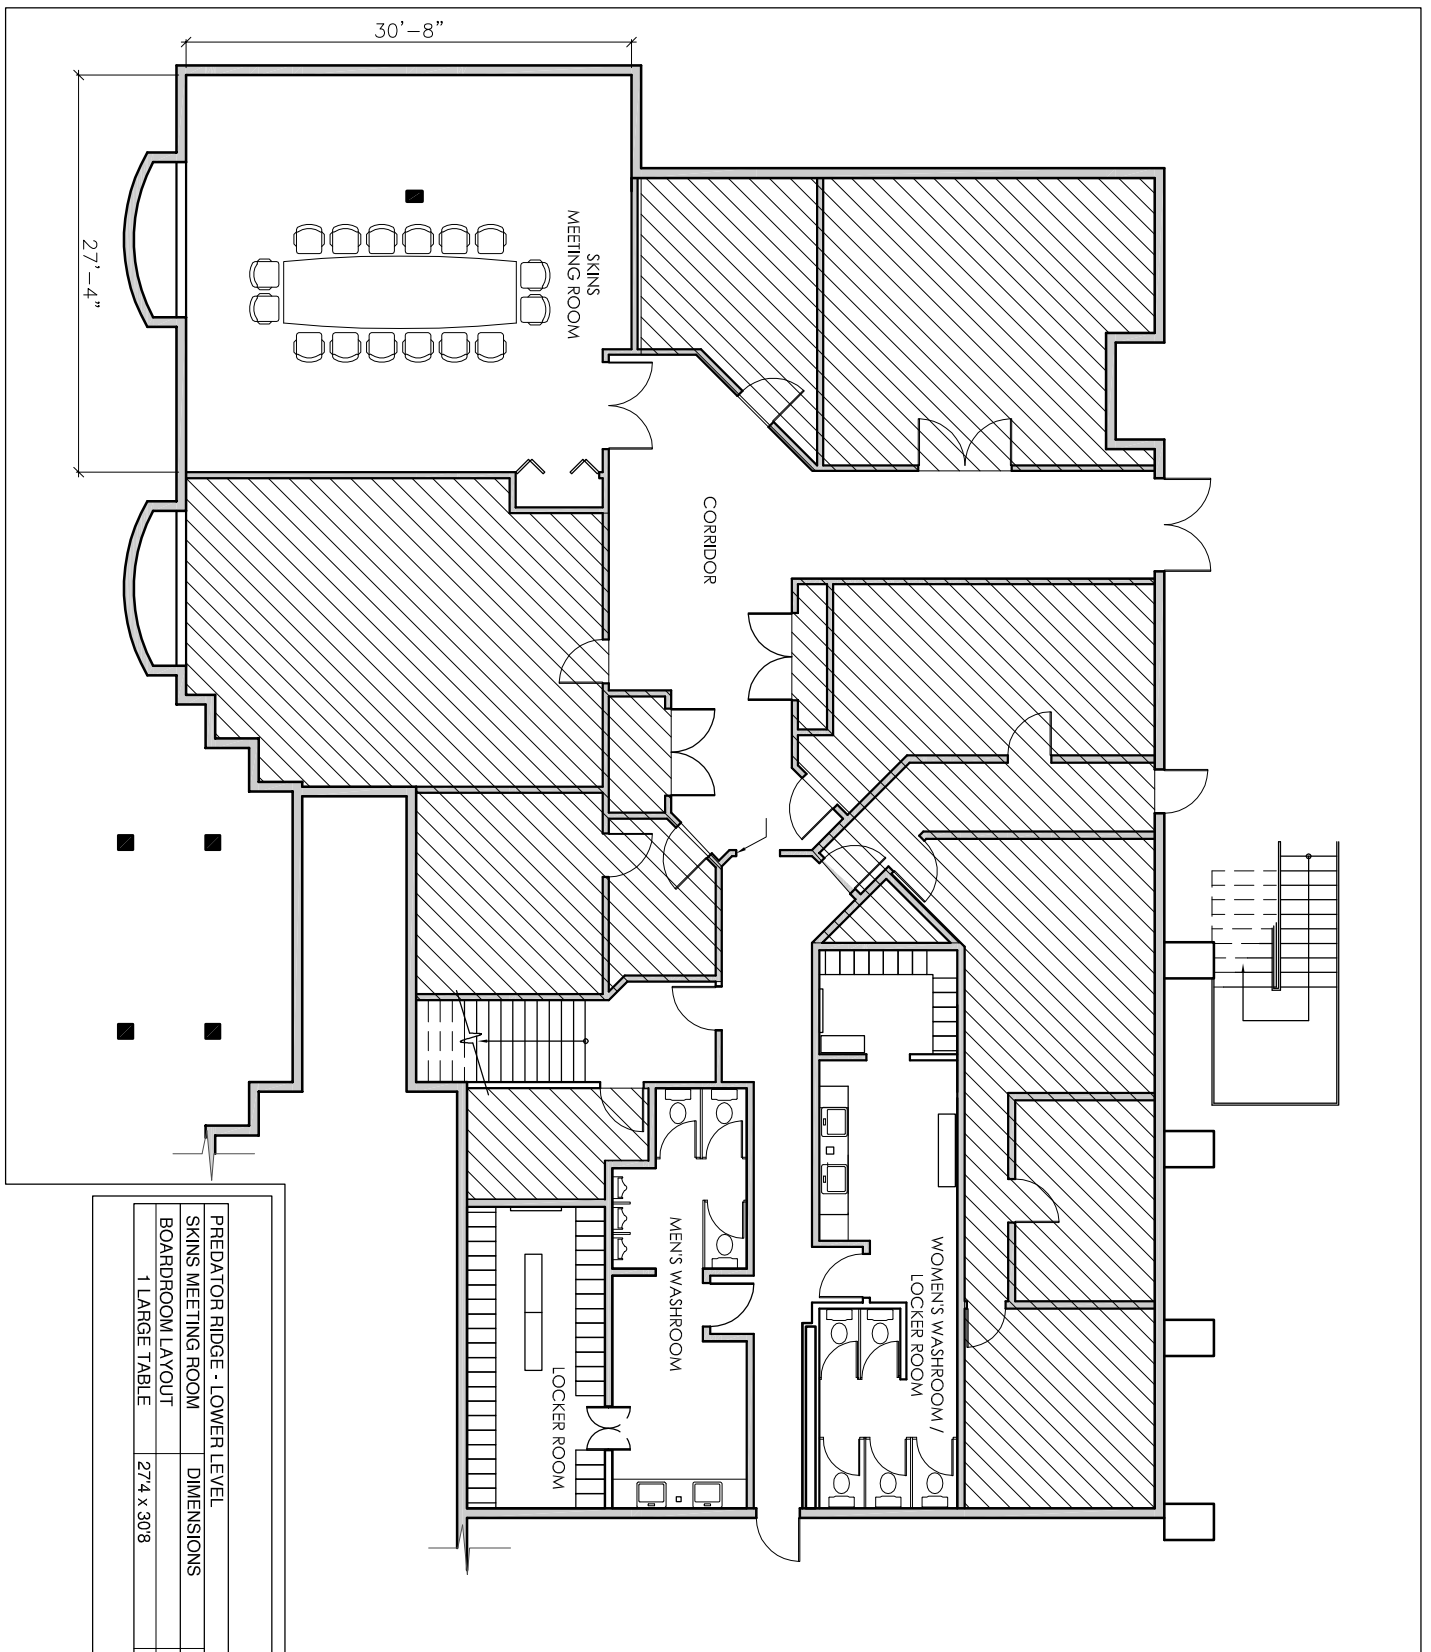 30'-8"
27'-4"
SKINS
MEETING ROOM
CORRIDOR
MEN'S WASHROOM
WOMEN'S WASHROOM /
LOCKER ROOM
LOCKER ROOM
PREDATOR RIDGE - LOWER LEVEL
SKINS MEETING ROOM DIMENSIONS
BOARDROOM LAYOUT
1 LARGE TABLE 27'4 x 30'8